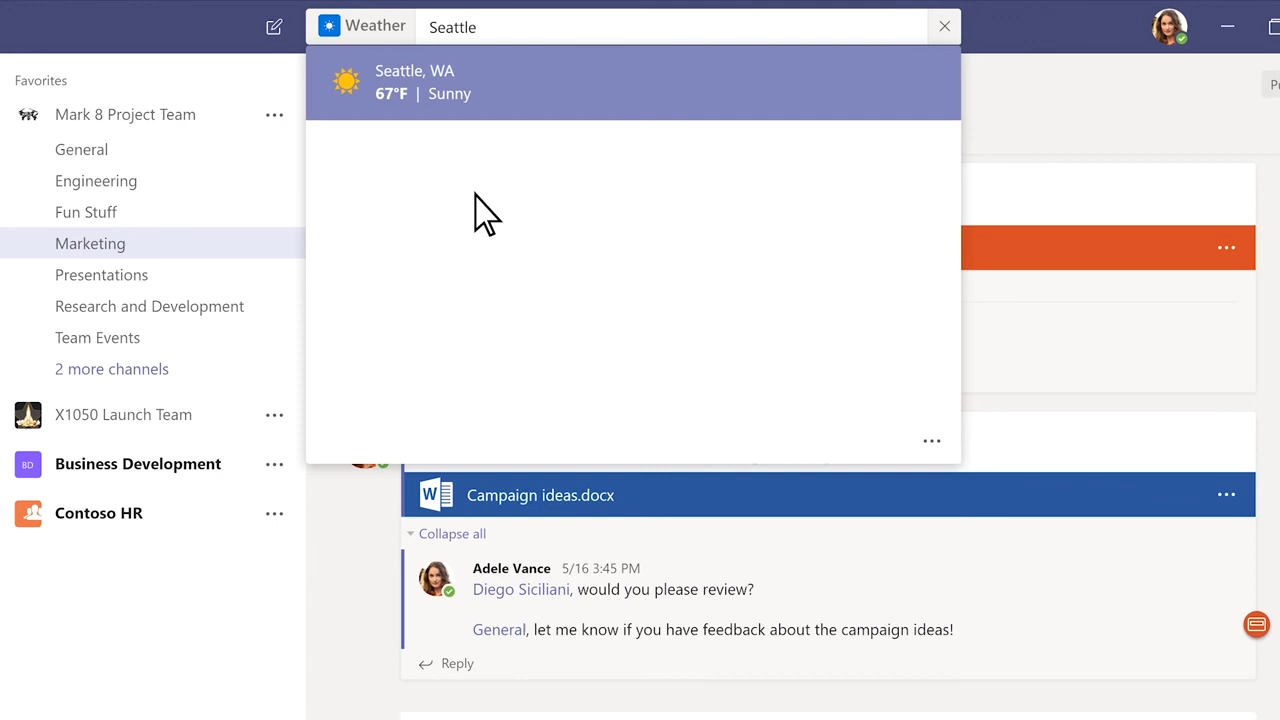 Weather
Seattle
Seattle, WA
67°F | Sunny
Favorites
Mark 8 Project Team
General
Engineering
Fun Stuff
Marketing
Presentations
Research and Development
Team Events
2 more channels
X1050 Launch Team
BD
Business Development
Contoso HR
W
Campaign ideas.docx
Collapse all
Adele Vance 5/16 3:45 PM
Diego Siciliani, would you please review?
General, let me know if you have feedback about the campaign ideas!
Reply